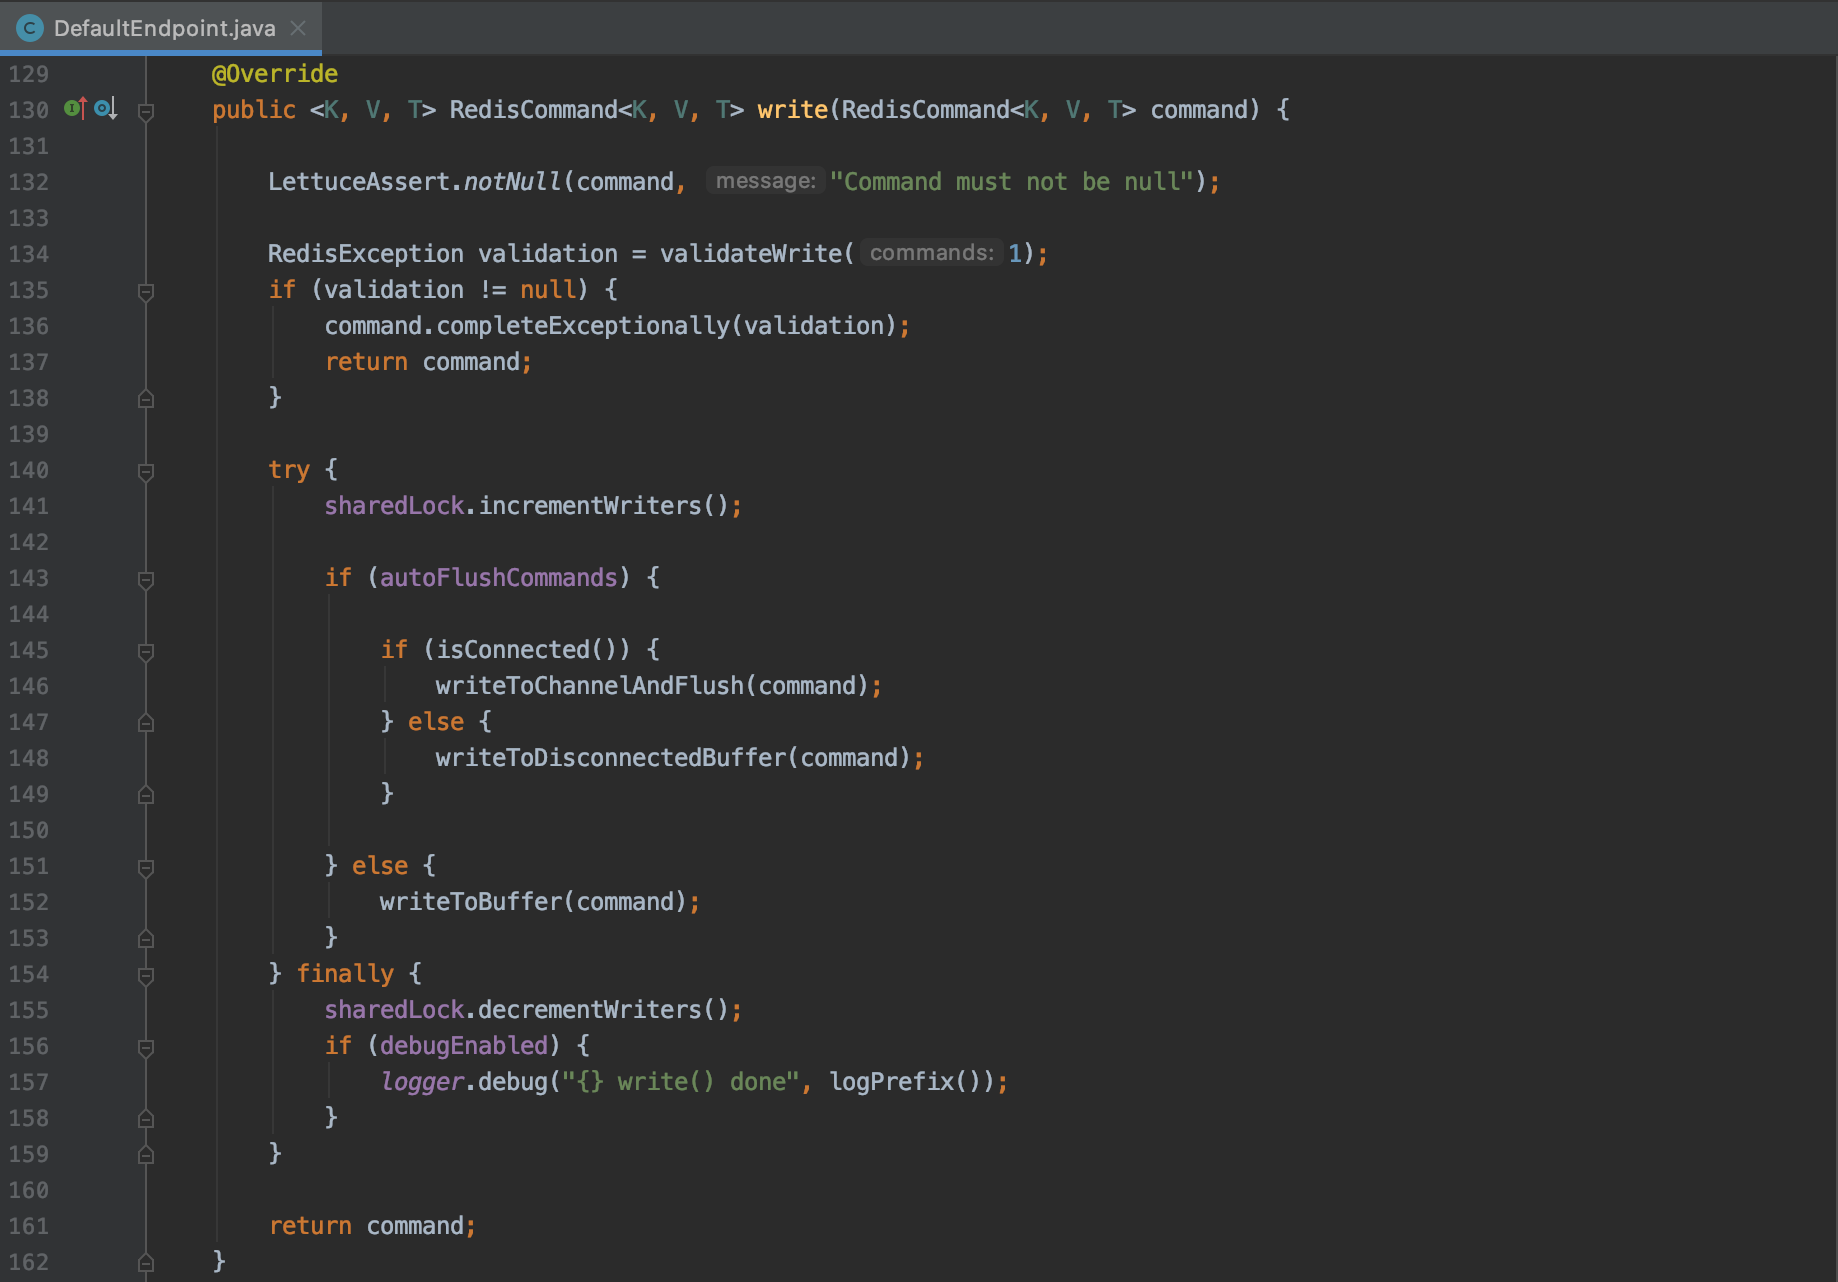 DefaultEndpoint.java
129 @Override
130 public <K, V, T> RedisCommand<K, V, T> write(RedisCommand<K, V, T> command) {
131
132 LettuceAssert.notNull(command, message: "Command must not be null");
133
134 RedisException validation = validateWrite( commands: 1);
135 if (validation != null) {
136 command.completeExceptionally(validation);
137 return command;
138 }
139
140 try {
141 sharedLock.incrementWriters();
142
143 if (autoFlushCommands) {
144
145 if (isConnected()) {
146 writeToChannelAndFlush(command);
147 } else {
148 writeToDisconnectedBuffer(command);
149 }
150
151 } else {
152 writeToBuffer(command);
153 }
154 } finally {
155 sharedLock.decrementWriters();
156 if (debugEnabled) {
157 logger.debug("{} write() done", logPrefix());
158 }
159 }
160
161 return command;
162 }